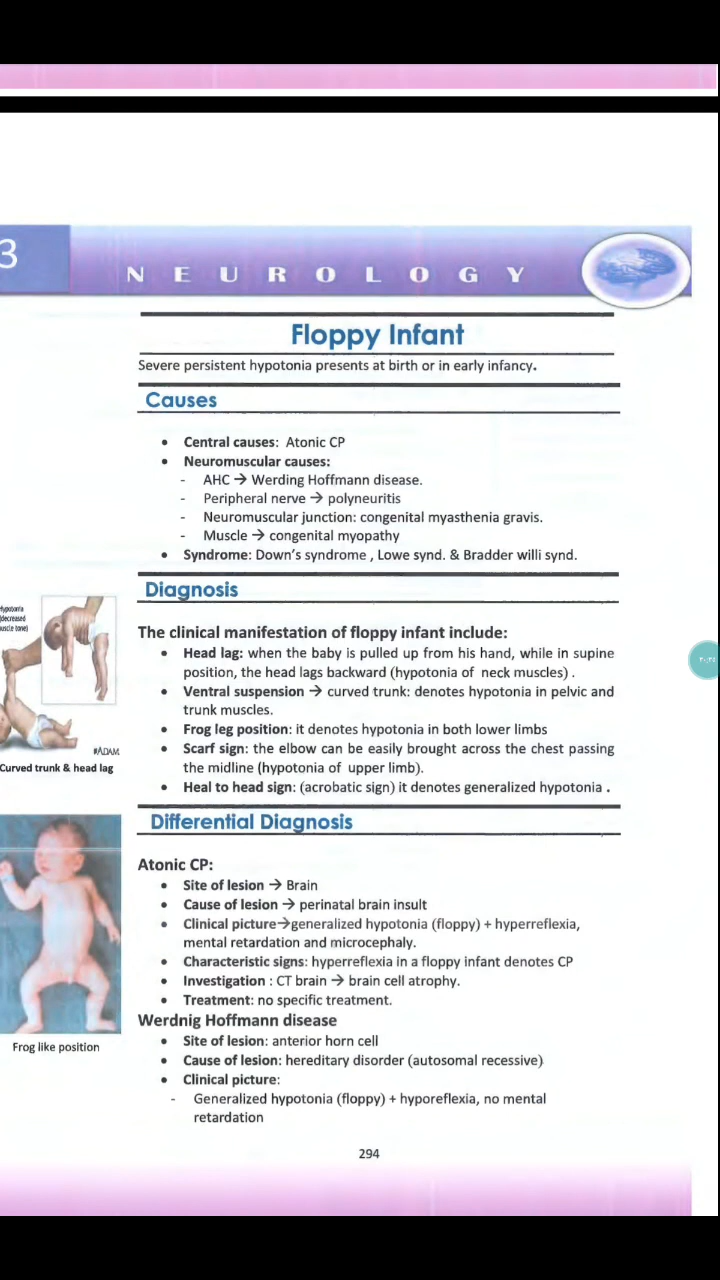 3
NEUROLOGY
Floppy Infant
Severe persistent hypotonia presents at birth or in early infancy.
Causes
• Central causes: Atonic CP
• Neuromuscular causes:
- AHC → Werding Hoffmann disease.
- Peripheral nerve → polyneuritis
- Neuromuscular junction: congenital myasthenia gravis.
- Muscle → congenital myopathy
• Syndrome: Down's syndrome , Lowe synd. & Bradder willi synd.
Diagnosis
The clinical manifestation of floppy infant include:
• Head lag: when the baby is pulled up from his hand, while in supine
position, the head lags backward (hypotonia of neck muscles) .
• Ventral suspension → curved trunk: denotes hypotonia in pelvic and
trunk muscles.
• Frog leg position: it denotes hypotonia in both lower limbs
• Scarf sign: the elbow can be easily brought across the chest passing
the midline (hypotonia of upper limb).
• Heal to head sign: (acrobatic sign) it denotes generalized hypotonia .
Hypotonia
(decreased
muscle tone)
#ADAM
Curved trunk & head lag
Differential Diagnosis
Atonic CP:
• Site of lesion → Brain
• Cause of lesion → perinatal brain insult
• Clinical picture→generalized hypotonia (floppy) + hyperreflexia,
mental retardation and microcephaly.
• Characteristic signs: hyperreflexia in a floppy infant denotes CP
• Investigation : CT brain → brain cell atrophy.
• Treatment: no specific treatment.
Werdnig Hoffmann disease
• Site of lesion: anterior horn cell
• Cause of lesion: hereditary disorder (autosomal recessive)
• Clinical picture:
- Generalized hypotonia (floppy) + hyporeflexia, no mental
retardation
Frog like position
294